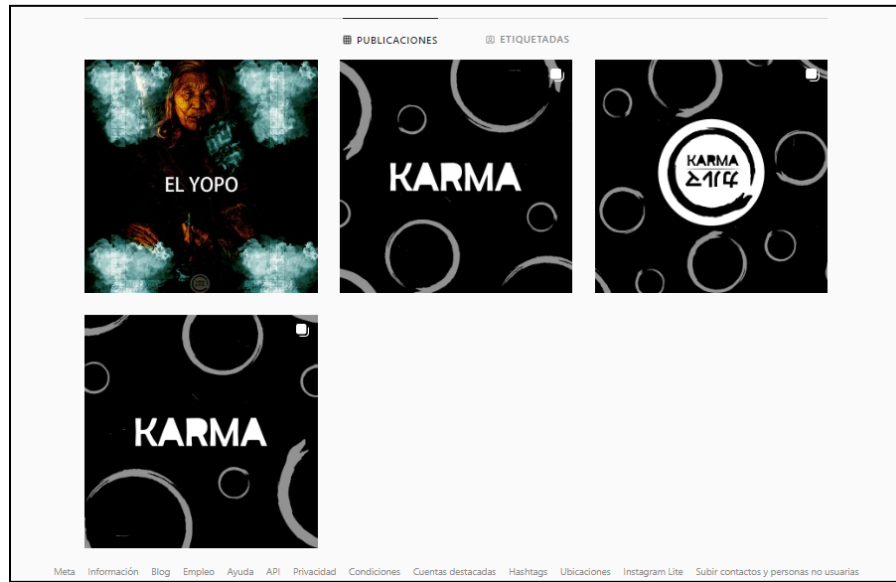 PUBLICACIONES
ETIQUETADAS
EL YOPO
KARMA
KARMA
KARMA
Meta Información Blog Empleo Ayuda API Privacidad Condiciones Cuentas destacadas Hashtags Ubicaciones Instagram Lite Subir contactos y personas no usuarias